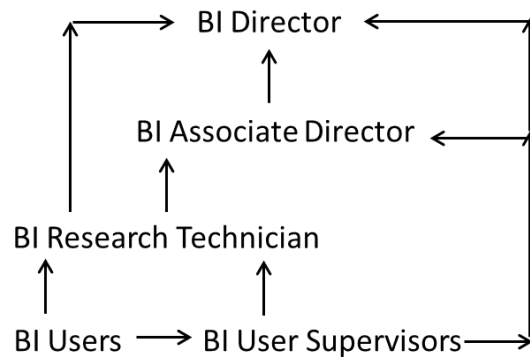 BI Director
BI Associate Director
BI Research Technician
BI Users
BI User Supervisors